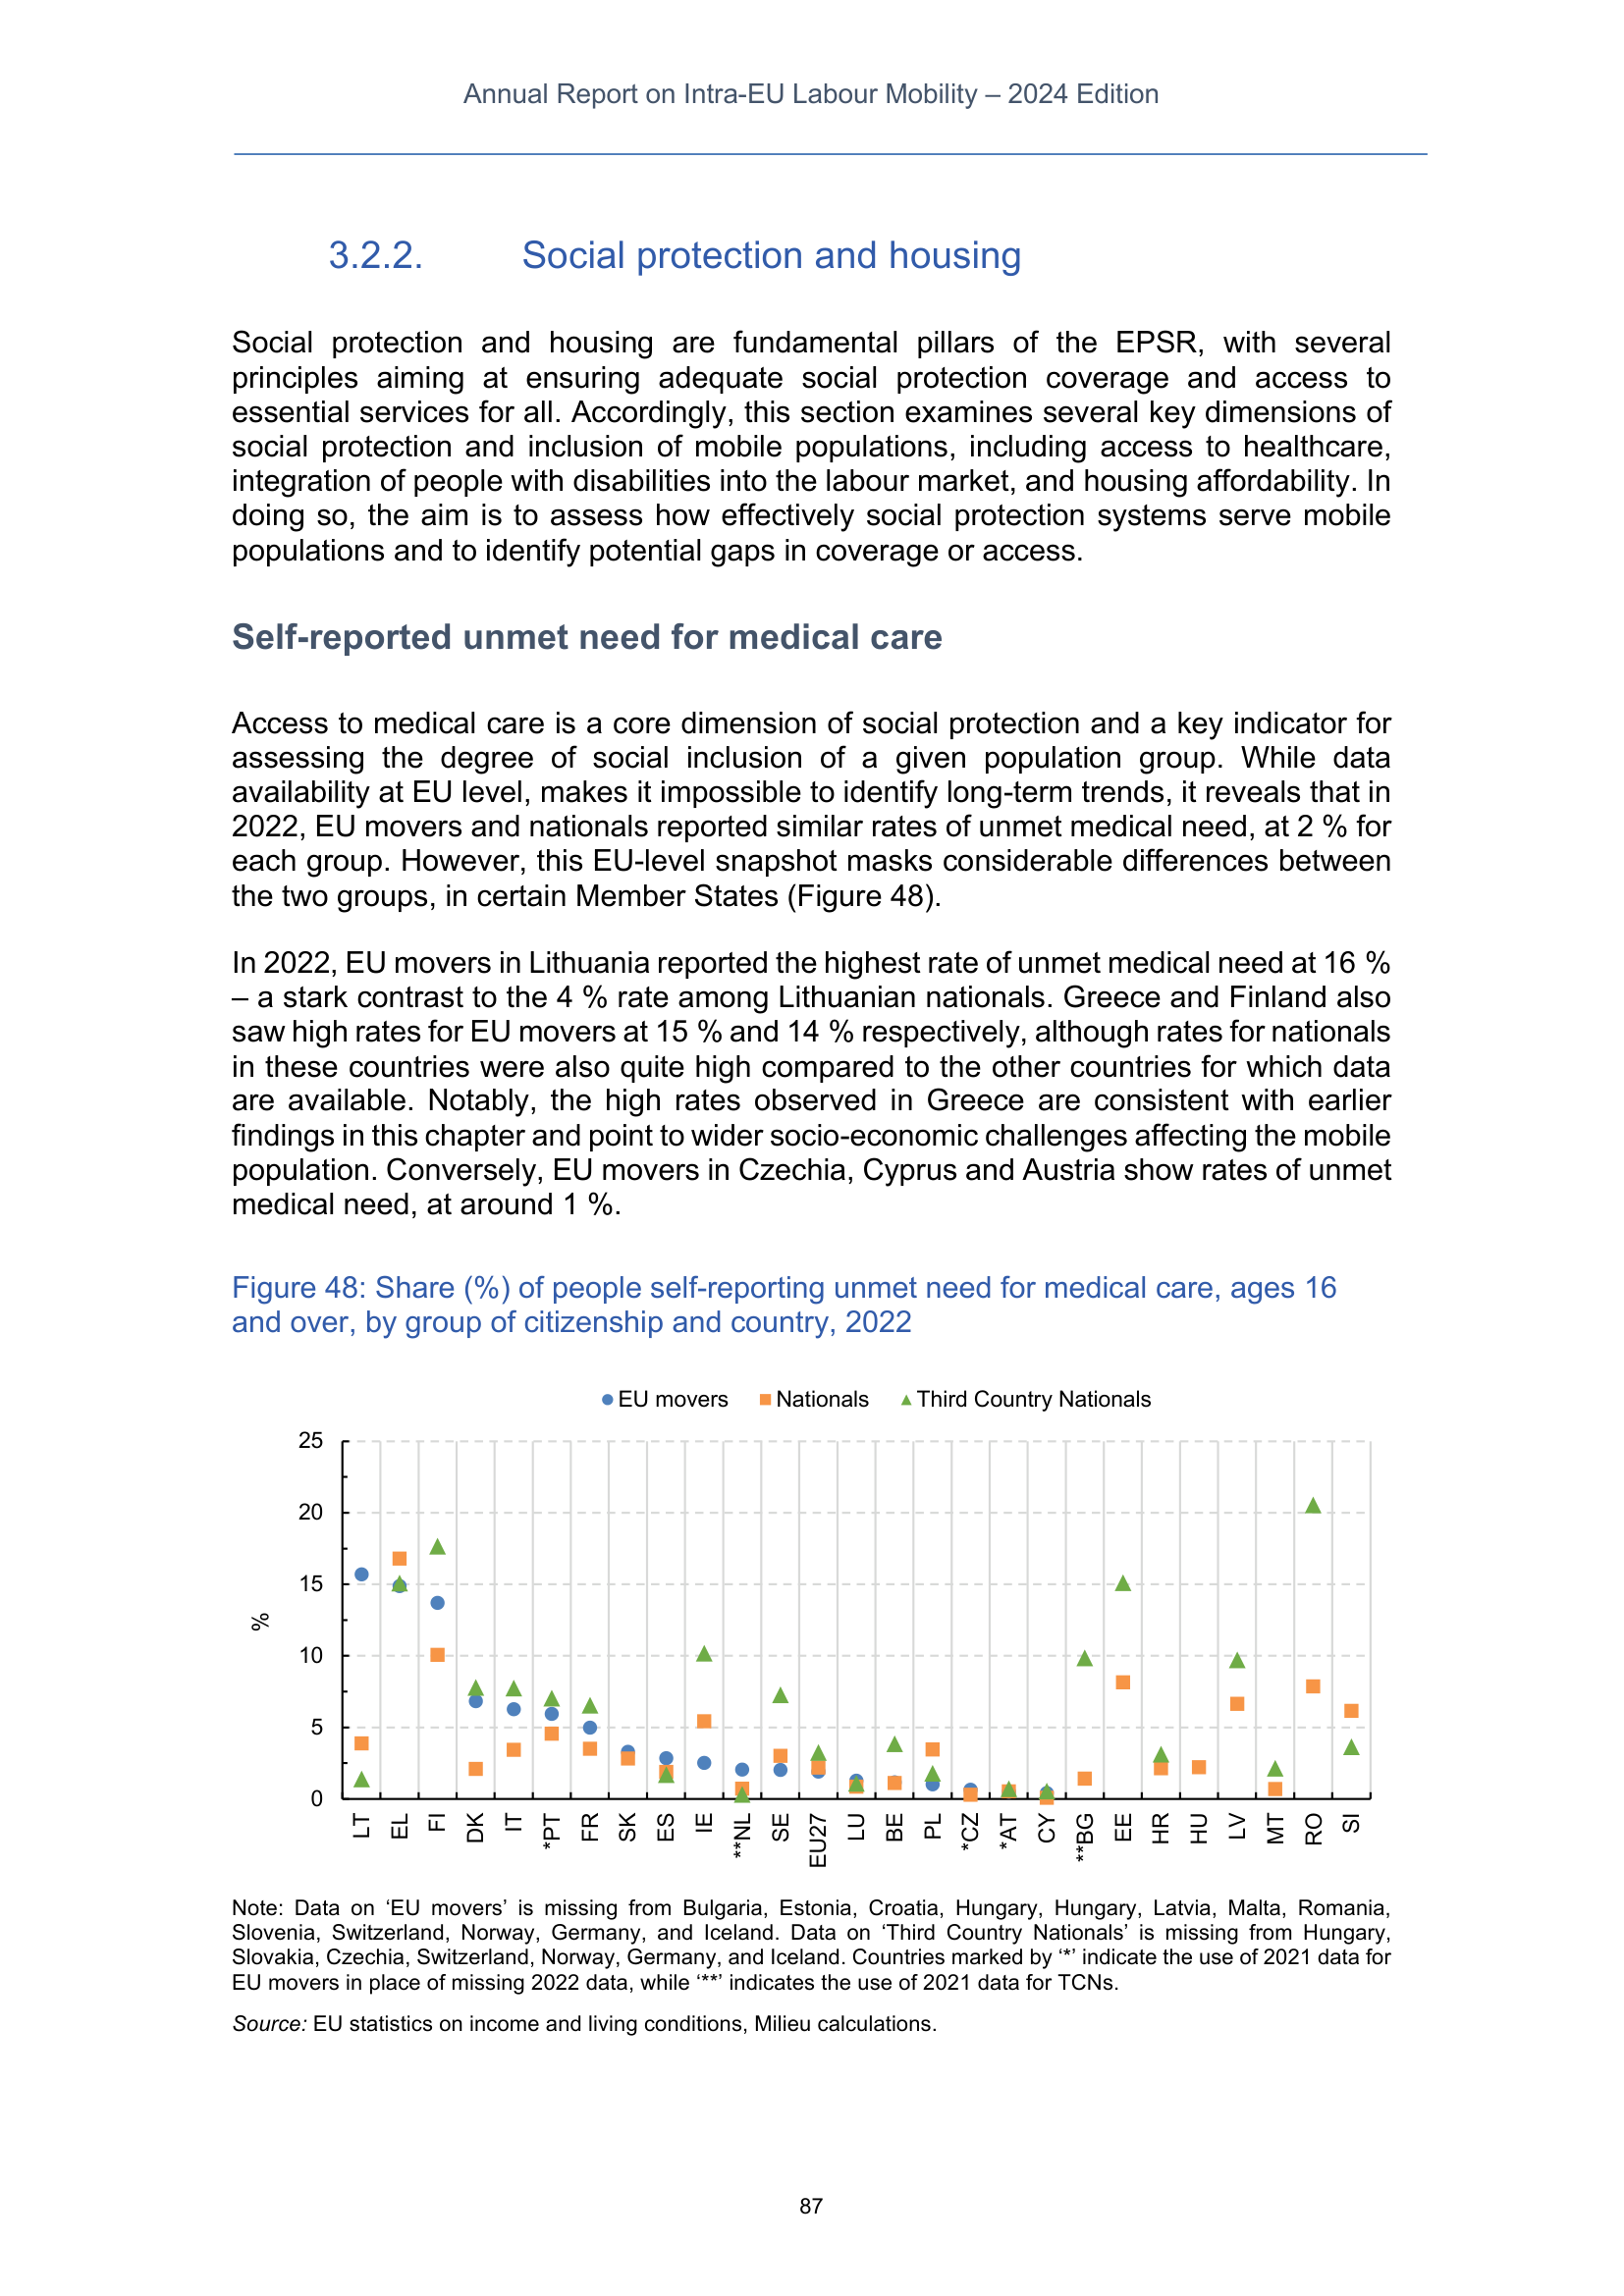 Annual Report on Intra-EU Labour Mobility – 2024 Edition
3.2.2. Social protection and housing
Social protection and housing are fundamental pillars of the EPSR, with several
principles aiming at ensuring adequate social protection coverage and access to
essential services for all. Accordingly, this section examines several key dimensions of
social protection and inclusion of mobile populations, including access to healthcare,
integration of people with disabilities into the labour market, and housing affordability. In
doing so, the aim is to assess how effectively social protection systems serve mobile
populations and to identify potential gaps in coverage or access.
Self-reported unmet need for medical care
Access to medical care is a core dimension of social protection and a key indicator for
assessing the degree of social inclusion of a given population group. While data
availability at EU level, makes it impossible to identify long-term trends, it reveals that in
2022, EU movers and nationals reported similar rates of unmet medical need, at 2 % for
each group. However, this EU-level snapshot masks considerable differences between
the two groups, in certain Member States (Figure 48).
In 2022, EU movers in Lithuania reported the highest rate of unmet medical need at 16 %
– a stark contrast to the 4 % rate among Lithuanian nationals. Greece and Finland also
saw high rates for EU movers at 15 % and 14 % respectively, although rates for nationals
in these countries were also quite high compared to the other countries for which data
are available. Notably, the high rates observed in Greece are consistent with earlier
findings in this chapter and point to wider socio-economic challenges affecting the mobile
population. Conversely, EU movers in Czechia, Cyprus and Austria show rates of unmet
medical need, at around 1 %.
Figure 48: Share (%) of people self-reporting unmet need for medical care, ages 16
and over, by group of citizenship and country, 2022
EU movers Nationals Third Country Nationals
25
20
15
%
10
5
0
LT EL FI DK IT *PT FR SK ES IE **NL SE EU27 LU BE PL *CZ *AT CY **BG EE HR HU LV MT RO SI
Note: Data on ‘EU movers’ is missing from Bulgaria, Estonia, Croatia, Hungary, Hungary, Latvia, Malta, Romania,
Slovenia, Switzerland, Norway, Germany, and Iceland. Data on ‘Third Country Nationals’ is missing from Hungary,
Slovakia, Czechia, Switzerland, Norway, Germany, and Iceland. Countries marked by ‘*’ indicate the use of 2021 data for
EU movers in place of missing 2022 data, while ‘**’ indicates the use of 2021 data for TCNs.
Source: EU statistics on income and living conditions, Milieu calculations.
87